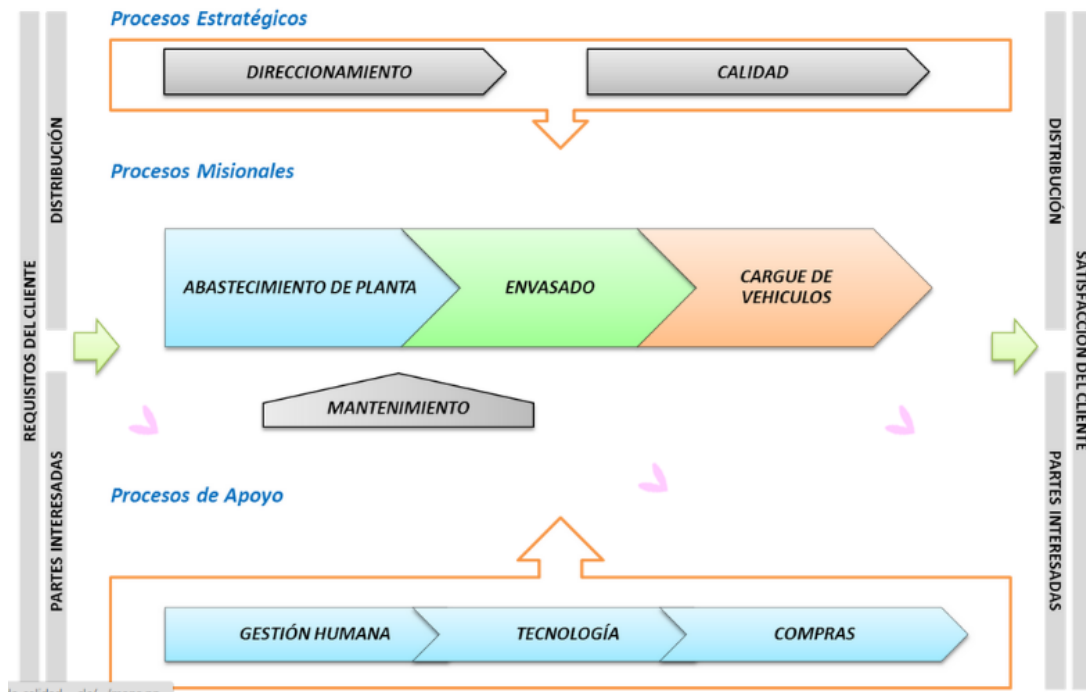 Procesos Estratégicos
DIRECCIONAMIENTO
CALIDAD
Procesos Misionales
ABASTECIMIENTO DE PLANTA
ENVASADO
CARGUE DE
VEHICULOS
MANTENIMIENTO
Procesos de Apoyo
GESTIÓN HUMANA
TECNOLOGÍA
COMPRAS
REQUISITOS DEL CLIENTE
DISTRIBUCIÓN
PARTES INTERESADAS
DISTRIBUCIÓN
PARTES INTERESADAS
SATISFACCION DEL CLIENTE